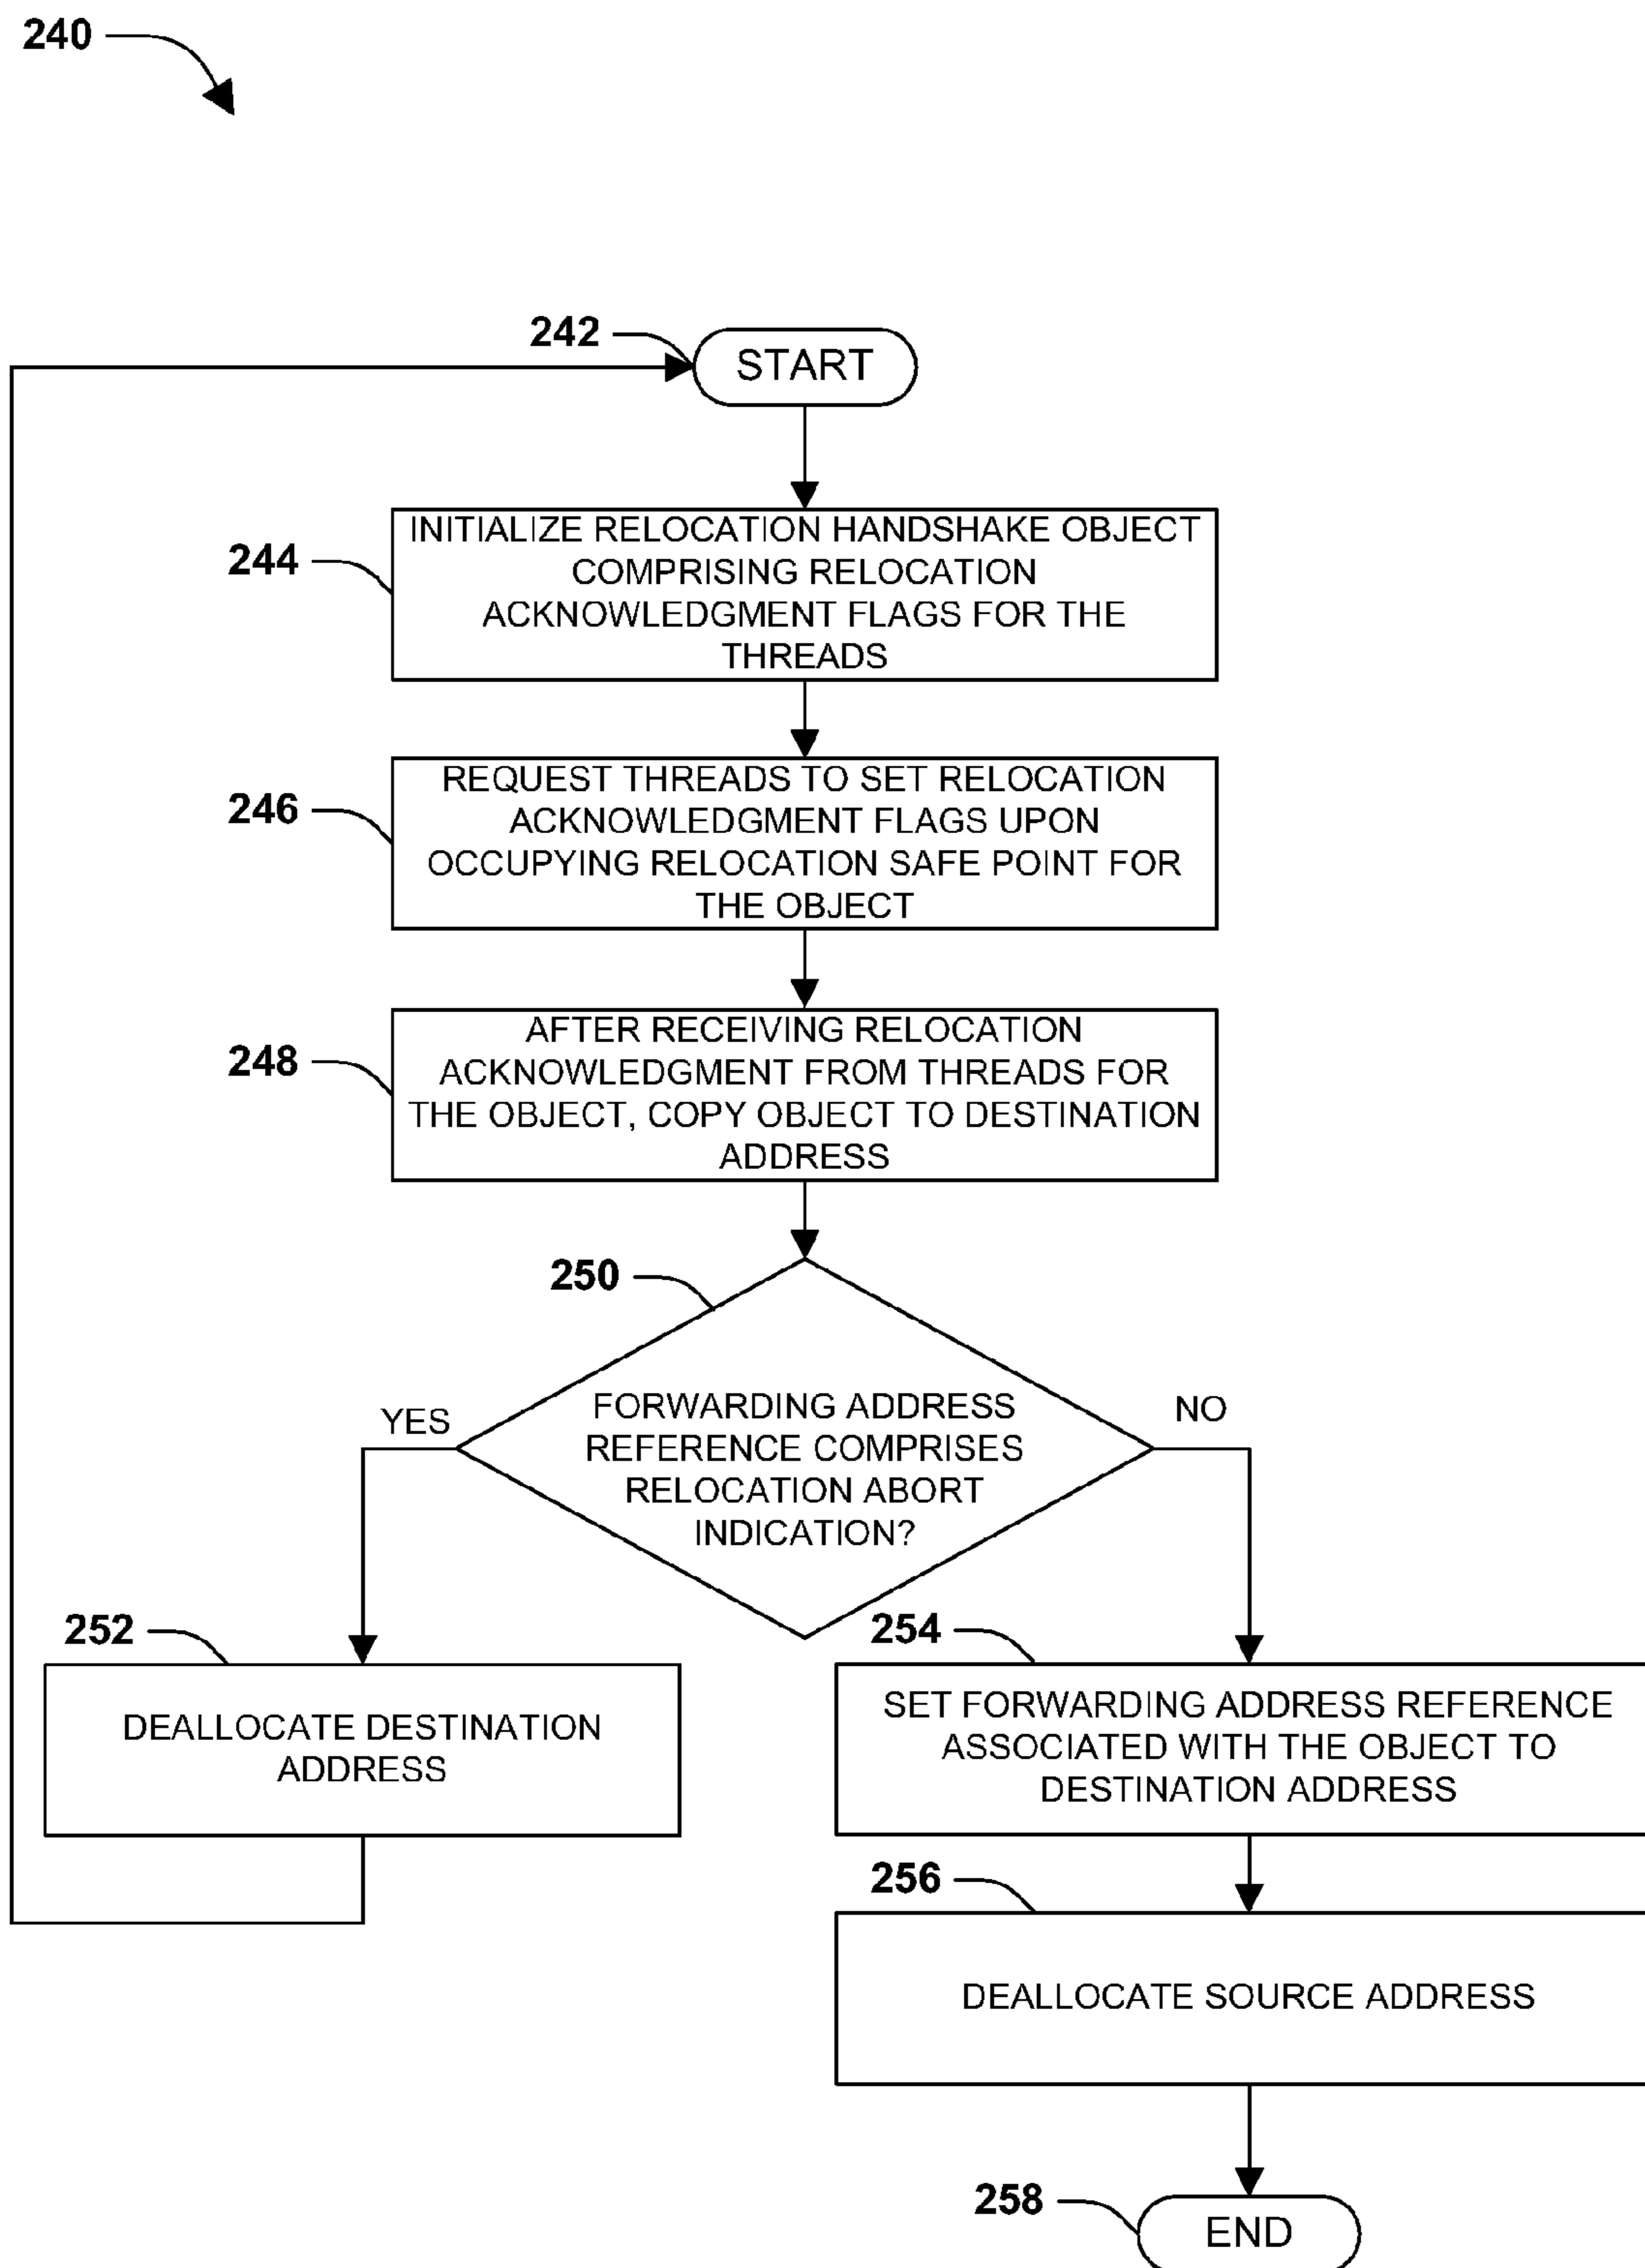 240
242
START
244
INITIALIZE RELOCATION HANDSHAKE OBJECT
COMPRISING RELOCATION
ACKNOWLEDGMENT FLAGS FOR THE
THREADS
246
REQUEST THREADS TO SET RELOCATION
ACKNOWLEDGMENT FLAGS UPON
OCCUPYING RELOCATION SAFE POINT FOR
THE OBJECT
248
AFTER RECEIVING RELOCATION
ACKNOWLEDGMENT FROM THREADS FOR
THE OBJECT, COPY OBJECT TO DESTINATION
ADDRESS
250
FORWARDING ADDRESS
REFERENCE COMPRISES
RELOCATION ABORT
INDICATION?
YES
NO
252
DEALLOCATE DESTINATION
ADDRESS
254
SET FORWARDING ADDRESS REFERENCE
ASSOCIATED WITH THE OBJECT TO
DESTINATION ADDRESS
256
DEALLOCATE SOURCE ADDRESS
258
END